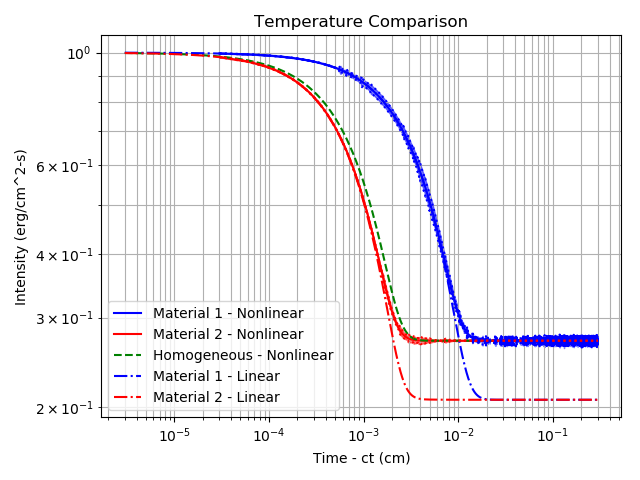 Temperature Comparison
Intensity (erg/cm^2-s)
10⁰
6 × 10⁻¹
4 × 10⁻¹
3 × 10⁻¹
2 × 10⁻¹
Material 1 - Nonlinear
Material 2 - Nonlinear
Homogeneous - Nonlinear
Material 1 - Linear
Material 2 - Linear
10⁻⁵ 10⁻⁴ 10⁻³ 10⁻² 10⁻¹
Time - ct (cm)